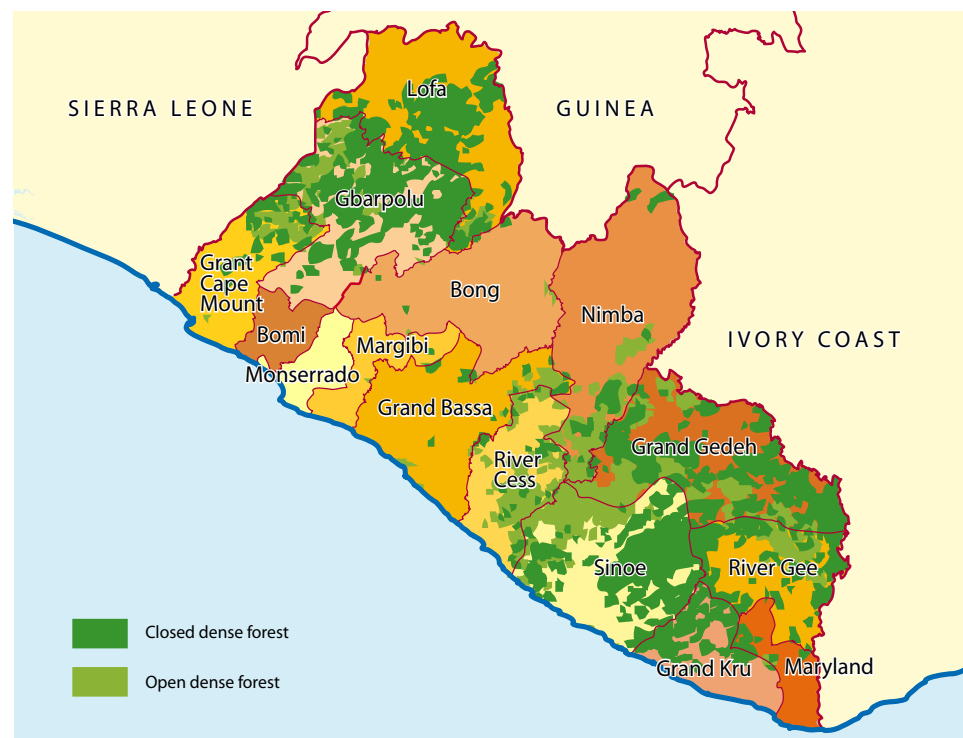 SIERRA LEONE
GUINEA
Lofa
Gbarpolu
Grant
Cape
Mount
Bong
Nimba
Bomi
Margibi
IVORY COAST
Monserrado
Grand Bassa
Grand Gedeh
River
Cess
Sinoe
River Gee
Grand Kru
Maryland
Closed dense forest
Open dense forest